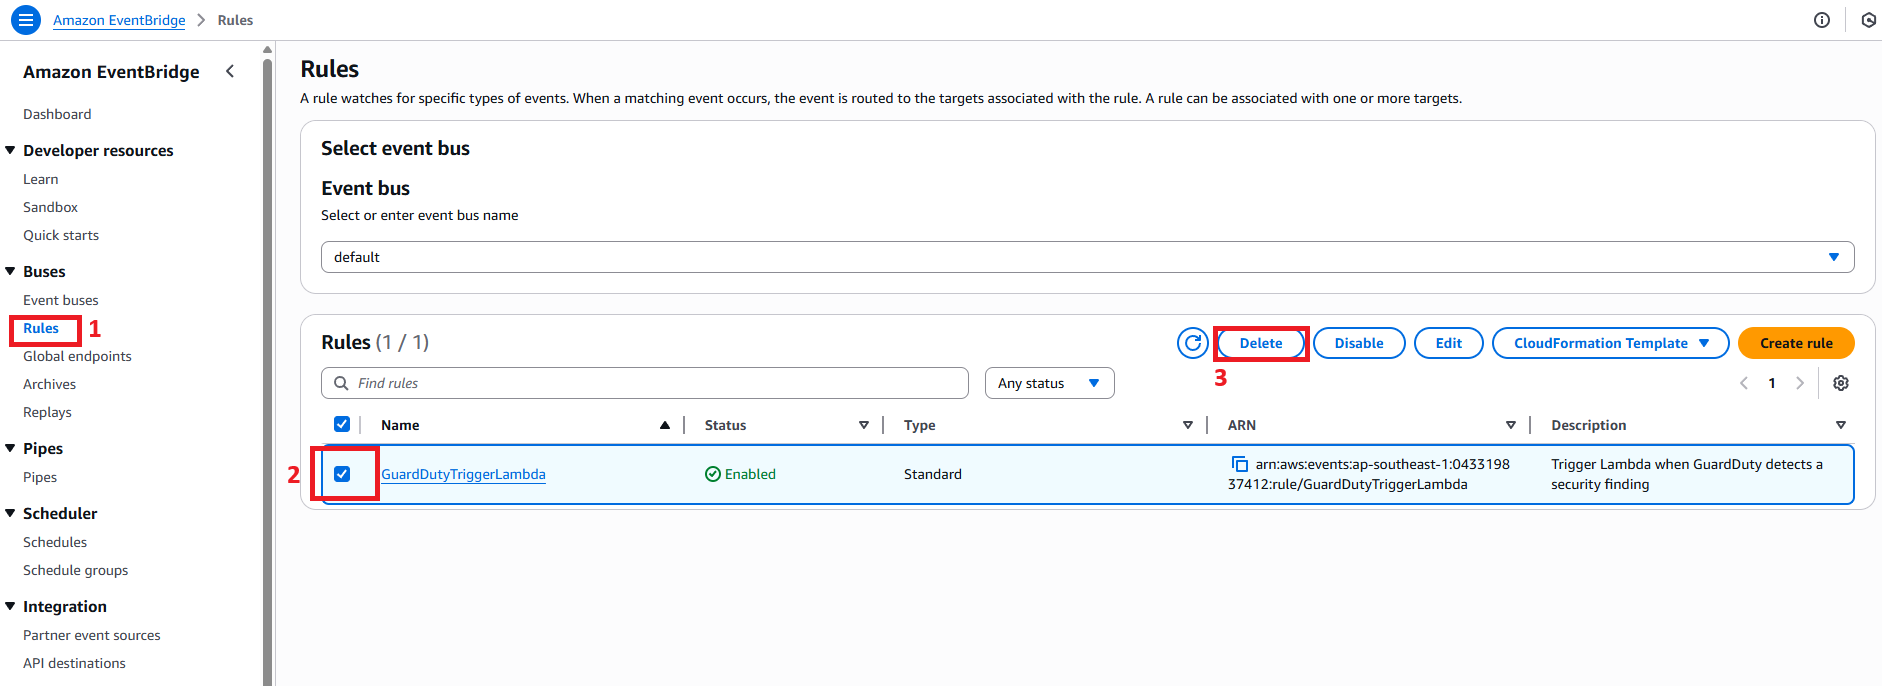 Amazon EventBridge > Rules
Amazon EventBridge
Dashboard
Developer resources
Learn
Sandbox
Quick starts
Buses
Event buses
Rules 1
Global endpoints
Archives
Replays
Pipes
Pipes
Scheduler
Schedules
Schedule groups
Integration
Partner event sources
API destinations
Rules
A rule watches for specific types of events. When a matching event occurs, the event is routed to the targets associated with the rule. A rule can be associated with one or more targets.
Select event bus
Event bus
Select or enter event bus name
default
Rules (1 / 1)
Delete Disable Edit CloudFormation Template Create rule
3
Find rules
Any status
1
Name Status Type ARN Description
2
GuardDutyTriggerLambda
Enabled
Standard
arn:aws:events:ap-southeast-1:0433198
37412:rule/GuardDutyTriggerLambda
Trigger Lambda when GuardDuty detects a
security finding